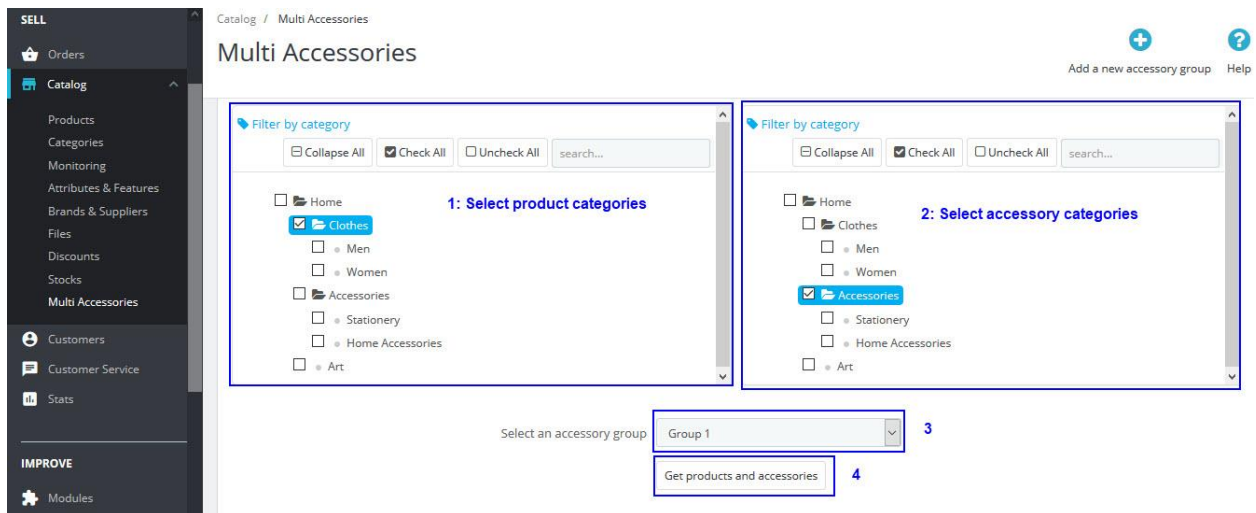 SELL
Orders
Catalog
Products
Categories
Monitoring
Attributes & Features
Brands & Suppliers
Files
Discounts
Stocks
Multi Accessories
Customers
Customer Service
Stats
IMPROVE
Modules
Catalog / Multi Accessories
Multi Accessories
Add a new accessory group
Help
Filter by category
Collapse All Check All Uncheck All search...
1: Select product categories
Home
Clothes
Men
Women
Accessories
Stationery
Home Accessories
Art
Filter by category
Collapse All Check All Uncheck All search...
2: Select accessory categories
Home
Clothes
Men
Women
Accessories
Stationery
Home Accessories
Art
Select an accessory group Group 1 3
Get products and accessories 4